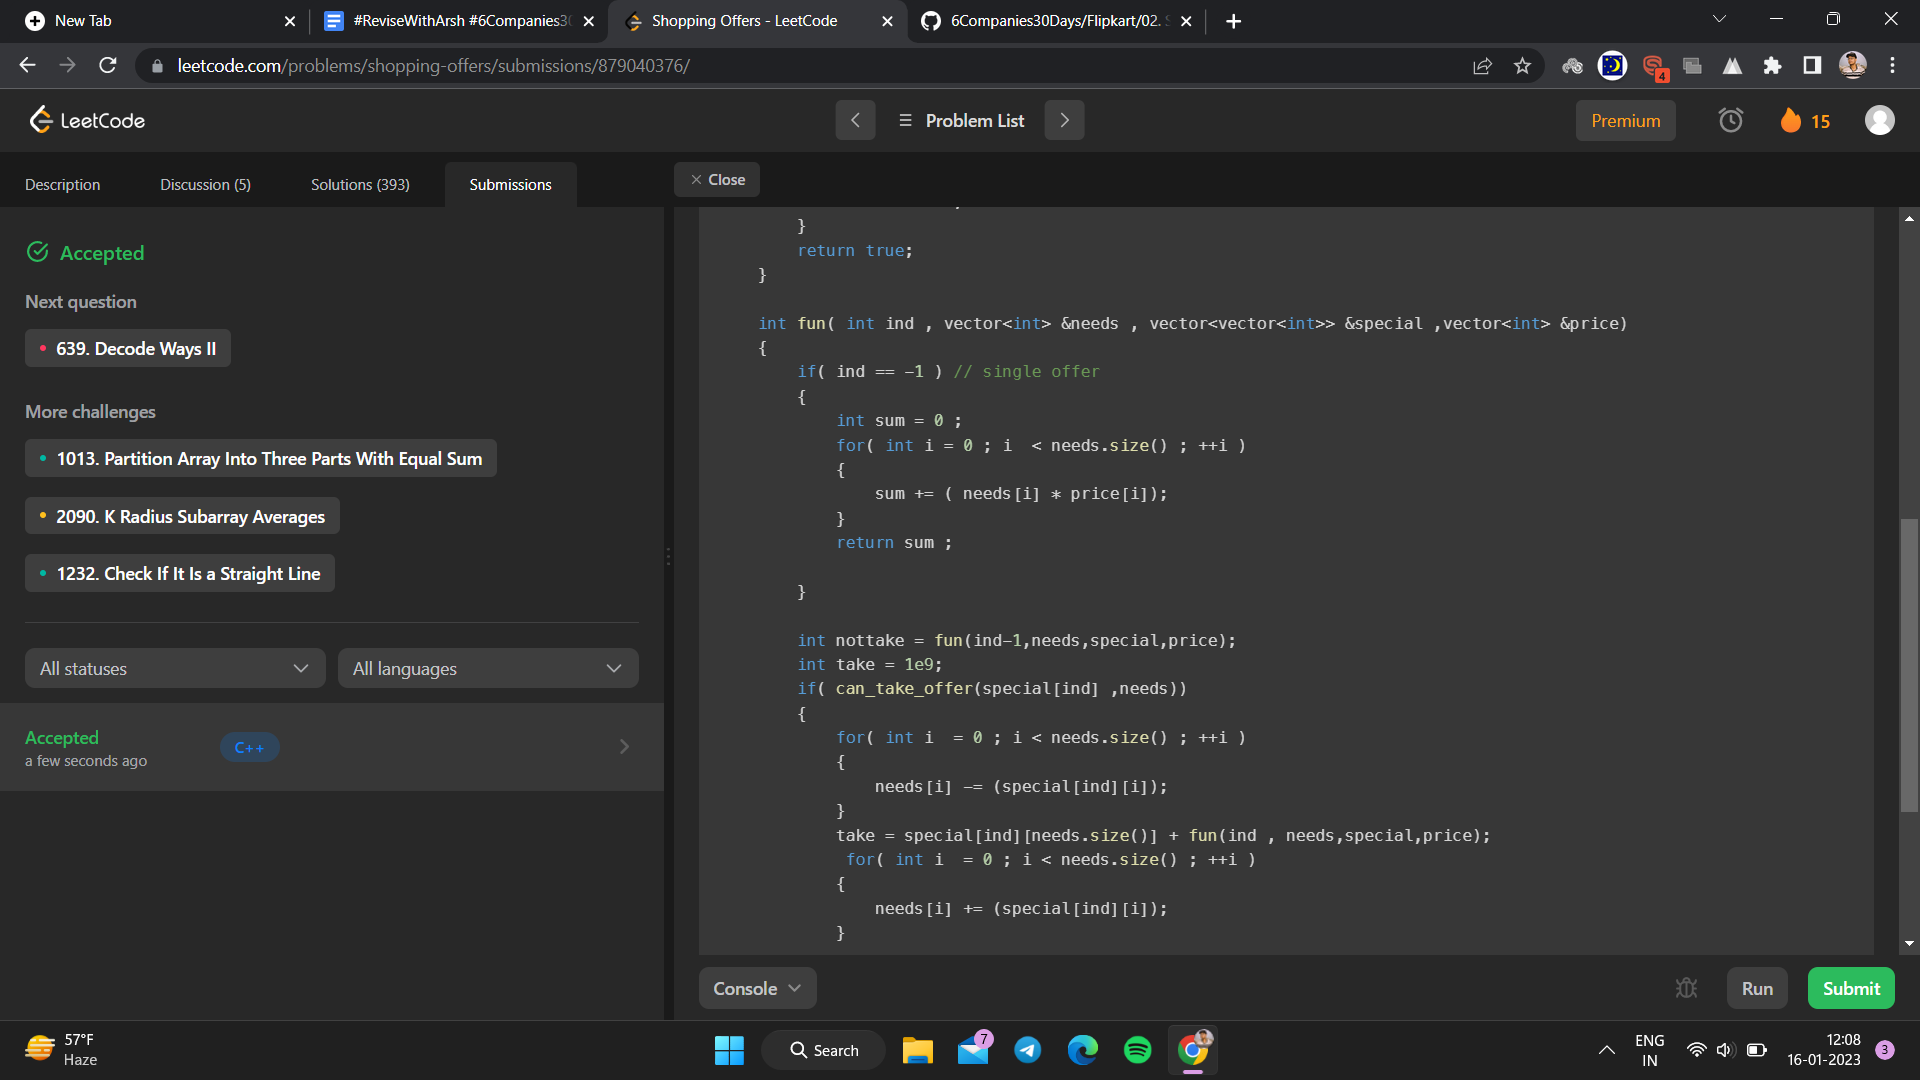 New Tab
#ReviseWithArsh #6Companies30
Shopping Offers - LeetCode
6Companies30Days/Flipkart/02. S
leetcode.com/problems/shopping-offers/submissions/879040376/
4
LeetCode
Problem List
Premium
15
Description
Discussion (5)
Solutions (393)
Submissions
Close
Accepted
Next question
639. Decode Ways II
More challenges
1013. Partition Array Into Three Parts With Equal Sum
2090. K Radius Subarray Averages
1232. Check If It Is a Straight Line
All statuses
All languages
Accepted
C++
a few seconds ago
}
return true;
}
int fun( int ind , vector<int> &needs , vector<vector<int>> &special ,vector<int> &price)
{
if( ind == -1 ) // single offer
{
int sum = 0 ;
for( int i = 0 ; i  < needs.size() ; ++i )
{
sum += ( needs[i] * price[i]);
}
return sum ;
}
int nottake = fun(ind-1,needs,special,price);
int take = 1e9;
if( can_take_offer(special[ind] ,needs))
{
for( int i  = 0 ; i < needs.size() ; ++i )
{
needs[i] -= (special[ind][i]);
}
take = special[ind][needs.size()] + fun(ind , needs,special,price);
for( int i  = 0 ; i < needs.size() ; ++i )
{
needs[i] += (special[ind][i]);
}
Console
Run
Submit
57°F
Haze
Search
7
ENG
IN
12:08
16-01-2023
3